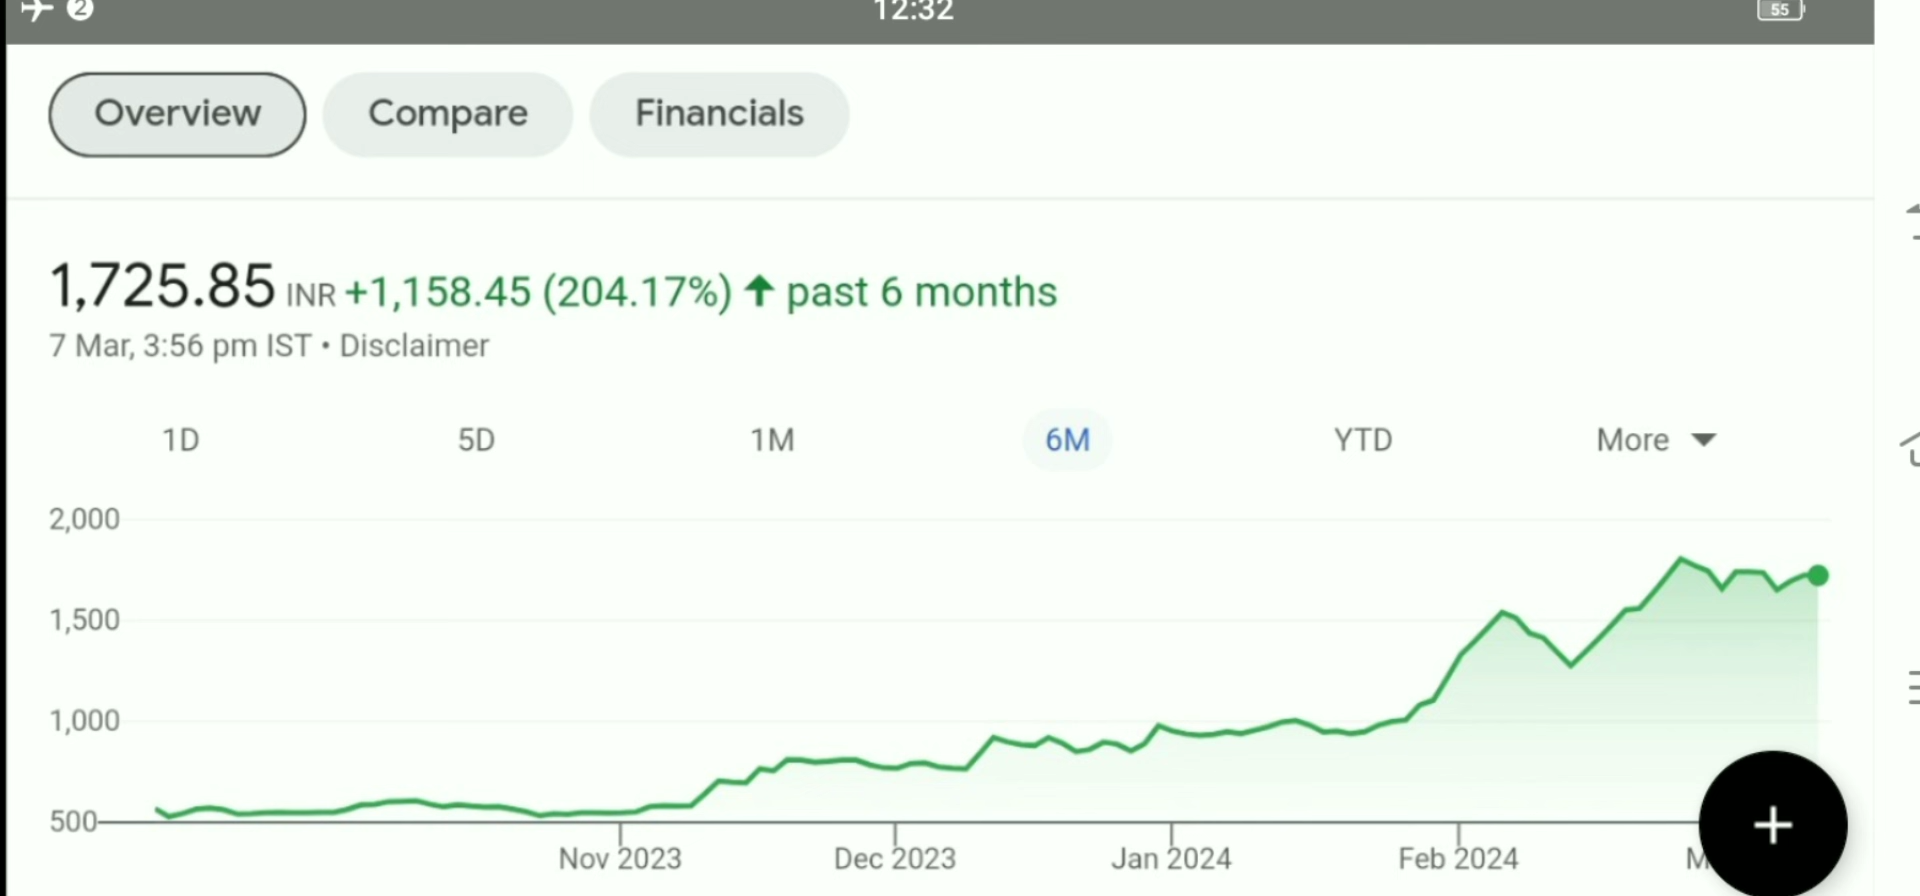 2 12:32 55
Overview Compare Financials
1,725.85 INR +1,158.45 (204.17%) past 6 months
7 Mar, 3:56 pm IST • Disclaimer
1D 5D 1M 6M YTD More
2,000
1,500
1,000
500
Nov 2023 Dec 2023 Jan 2024 Feb 2024